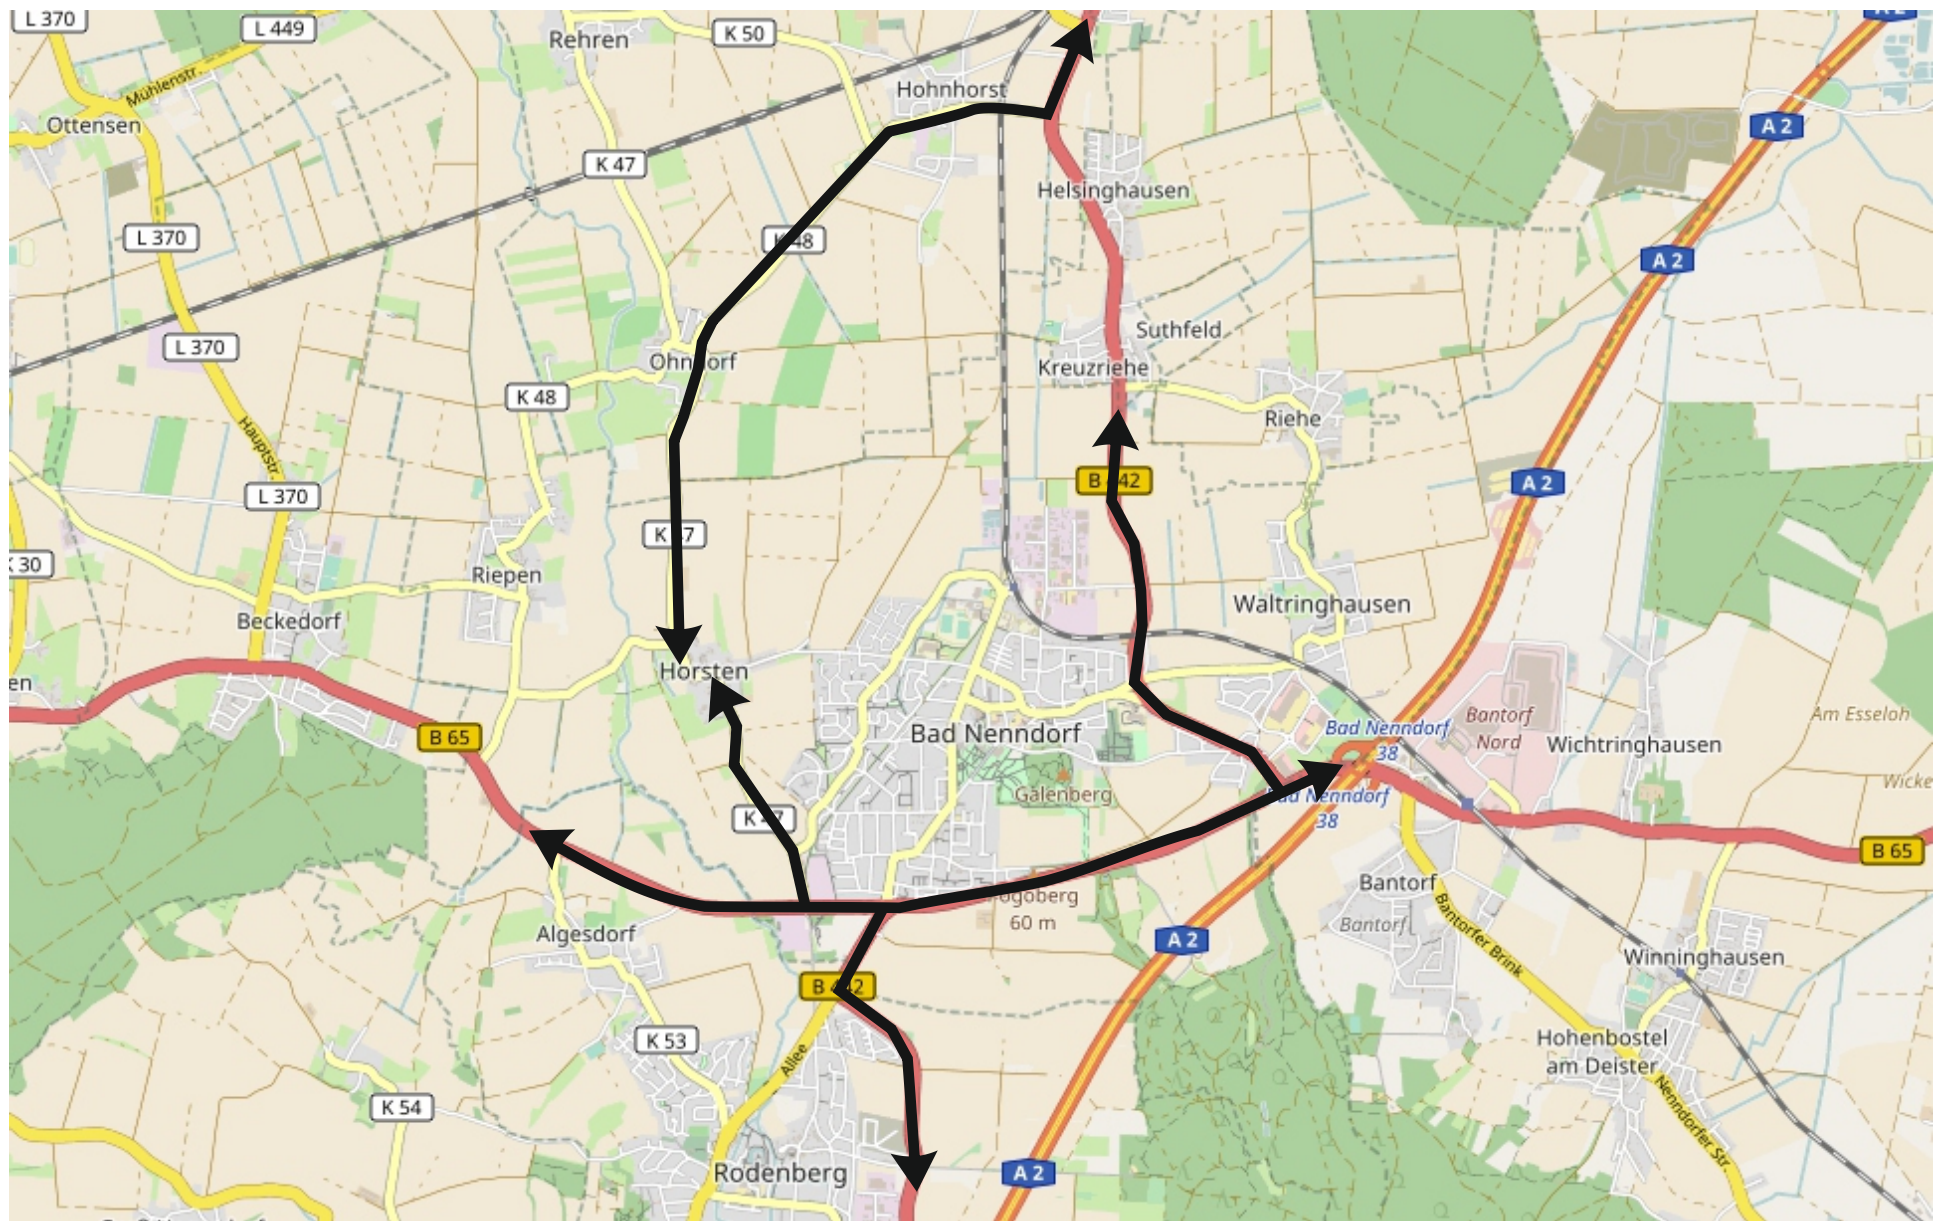 L 370
L 449
Rehren
K 50
A 2
Mühlenstr.
Hohnhorst
Ottensen
A 2
K 47
Helsinghausen
L 370
K 48
A 2
L 370
Suthfeld
Ohndorf
Kreuzriehe
K 48
Riehe
Hauptstr.
B 442
A 2
L 370
K 47
K 30
Riepen
Beckedorf
Waltringhausen
Horsten
en
B 65
Bad Nenndorf
Bad Nenndorf
38
Bantorf
Nord
Am Esseloh
Wichtringhausen
Wicke
Galenberg
Bad Nenndorf
38
K 47
B 65
Bantorf
60 m
Bantorf
Algesdorf
A 2
Bantorfer Brink
Winninghausen
B 442
K 53
Allee
Hohenbostel
am Deister
K 54
Nenndorfer Str.
Rodenberg
A 2